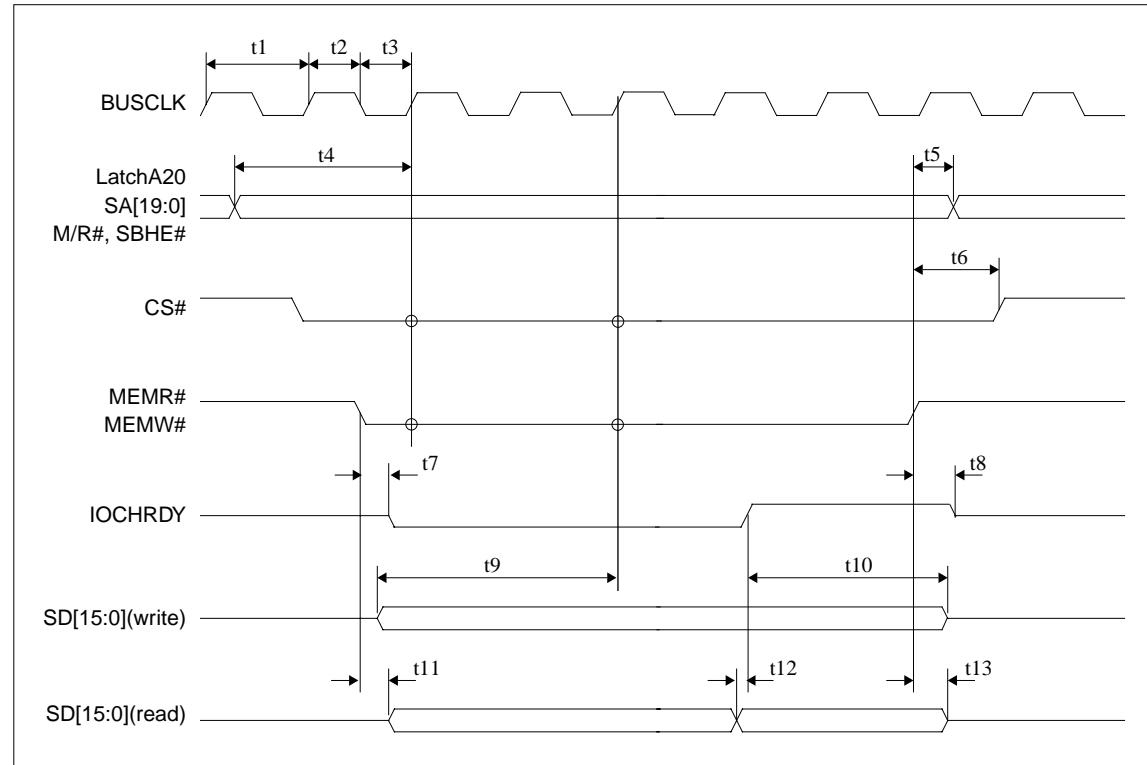 t1 t2 t3
BUSCLK
t4 t5
LatchA20
SA[19:0]
M/R#, SBHE#
t6
CS#
MEMR#
MEMW#
t7 t8
IOCHRDY
t9 t10
SD[15:0](write)
t11 t12 t13
SD[15:0](read)